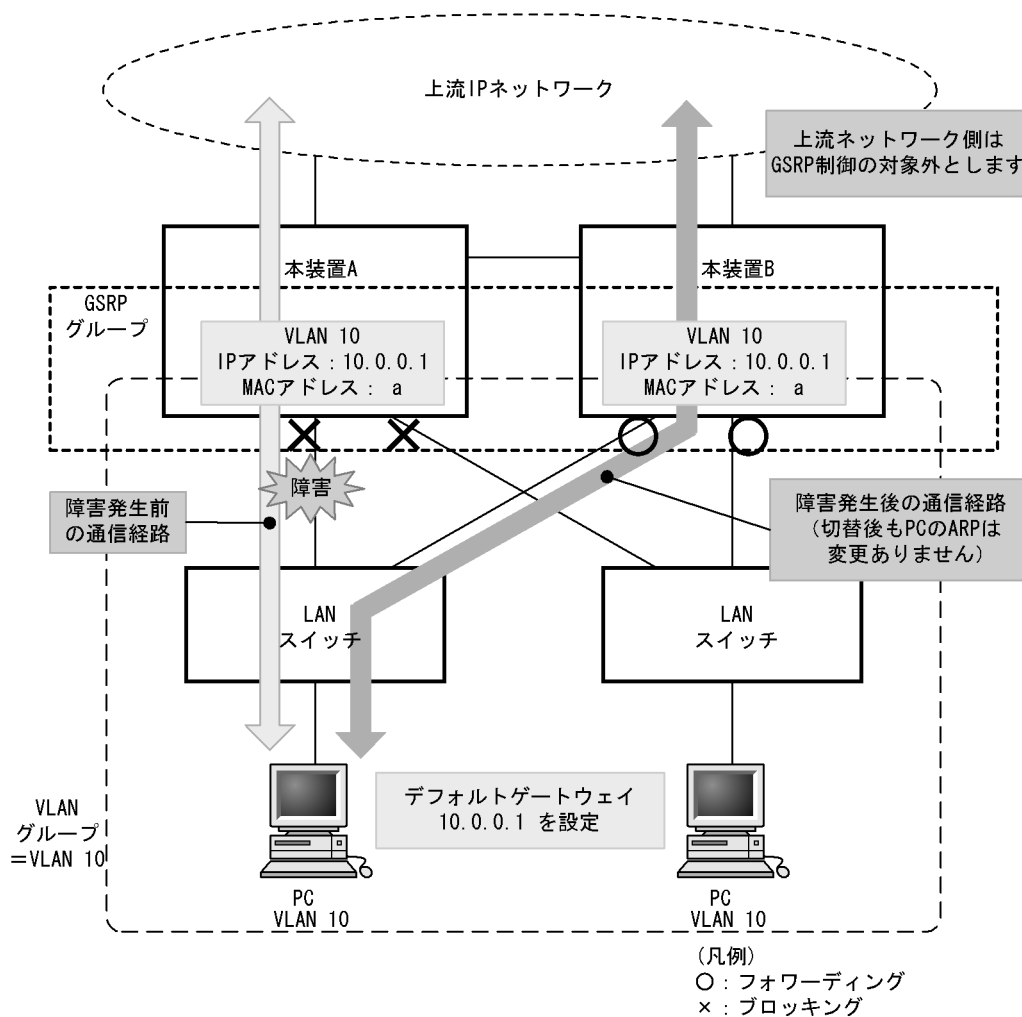 上流IPネットワーク
上流ネットワーク側は
GSRP制御の対象外とします
本装置A
本装置B
GSRP
グループ
VLAN 10
IPアドレス：10.0.0.1
MACアドレス： a
VLAN 10
IPアドレス：10.0.0.1
MACアドレス： a
障害
障害発生前
の通信経路
障害発生後の通信経路
（切替後もPCのARPは
変更ありません）
LAN
スイッチ
LAN
スイッチ
デフォルトゲートウェイ
10.0.0.1 を設定
VLAN
グループ
＝VLAN 10
PC
VLAN 10
PC
VLAN 10
（凡例）
○：フォワーディング
×：ブロッキング